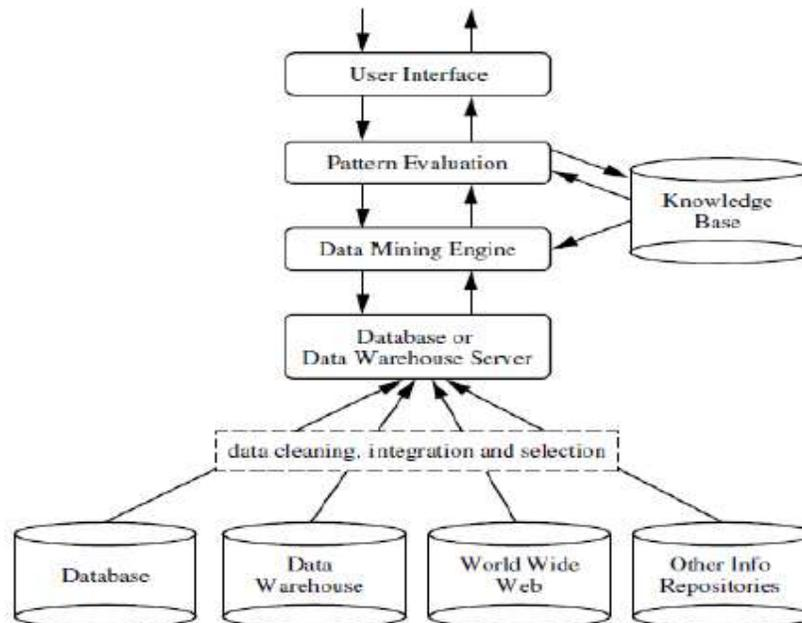 User Interface
Pattern Evaluation
Knowledge
Base
Data Mining Engine
Database or
Data Warehouse Server
data cleaning, integration and selection
Database
Data
Warehouse
World Wide
Web
Other Info
Repositories